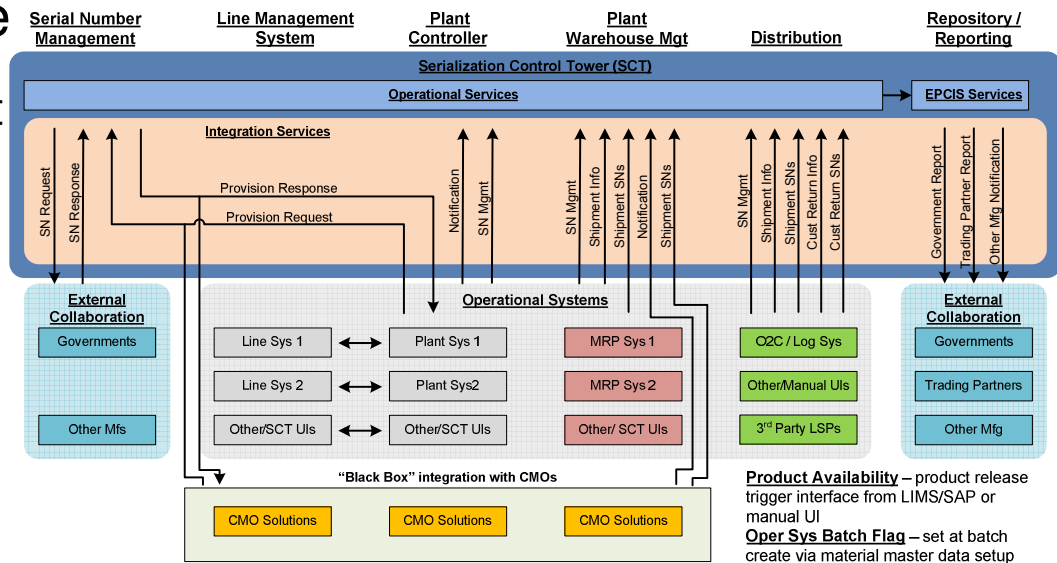 e
Serial Number
Management
Line Management
System
Plant
Controller
Plant
Warehouse Mgt
Distribution
Repository /
Reporting
Serialization Control Tower (SCT)
Operational Services
EPCIS Services
Integration Services
SN Request
SN Response
Provision Response
Provision Request
Notification
SN Mgmt
SN Mgmt
Shipment Info
Shipment SNs
Notification
Shipment SNs
SN Mgmt
Shipment Info
Shipment SNs
Cust Return Info
Cust Return SNs
Government Report
Trading Partner Report
Other Mfg Notification
External
Collaboration
Governments
Other Mfs
Operational Systems
Line Sys 1
Plant Sys 1
MRP Sys 1
O2C / Log Sys
Line Sys 2
Plant Sys2
MRP Sys 2
Other/Manual UIs
Other/SCT UIs
Other/SCT UIs
Other/ SCT UIs
3rd Party LSPs
External
Collaboration
Governments
Trading Partners
Other Mfg
“Black Box” integration with CMOs
CMO Solutions
CMO Solutions
CMO Solutions
Product Availability – product release
trigger interface from LIMS/SAP or
manual UI
Oper Sys Batch Flag – set at batch
create via material master data setup